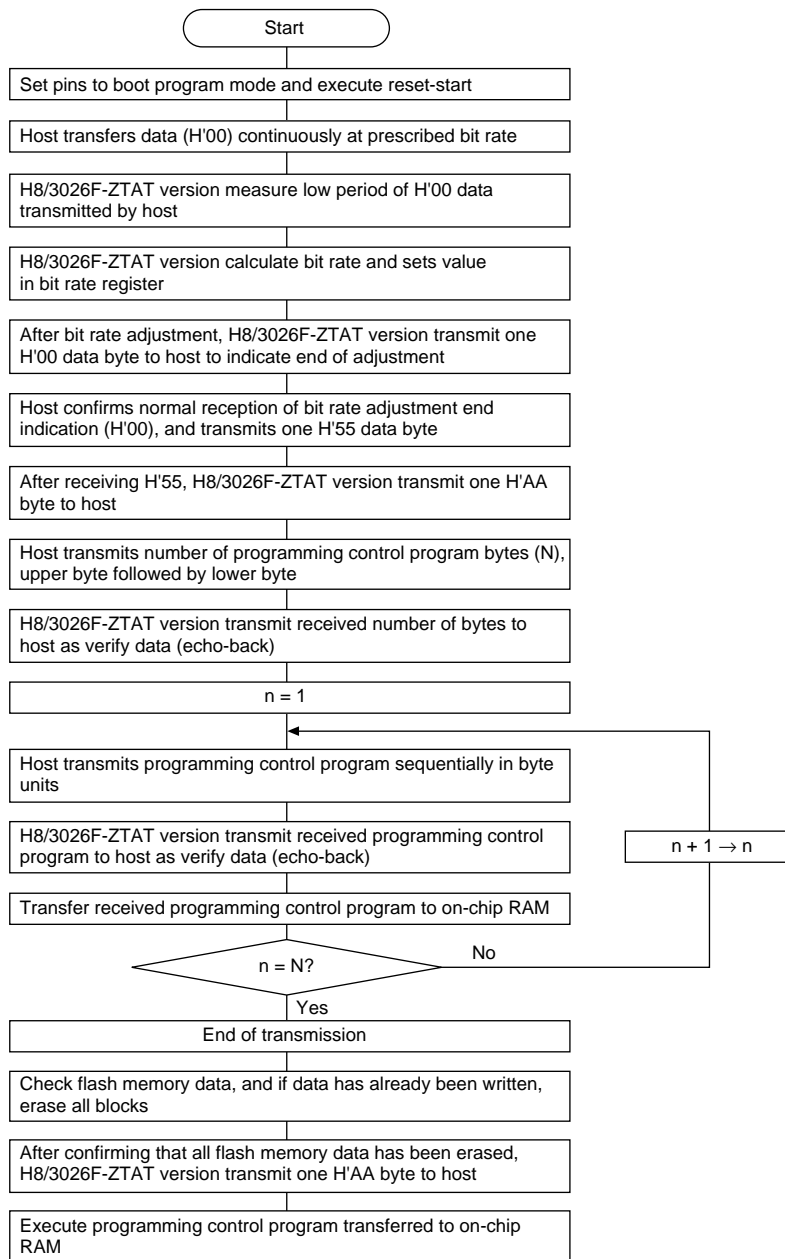 Start
Set pins to boot program mode and execute reset-start
Host transfers data (H'00) continuously at prescribed bit rate
H8/3026F-ZTAT version measure low period of H'00 data
transmitted by host
H8/3026F-ZTAT version calculate bit rate and sets value
in bit rate register
After bit rate adjustment, H8/3026F-ZTAT version transmit one
H'00 data byte to host to indicate end of adjustment
Host confirms normal reception of bit rate adjustment end
indication (H'00), and transmits one H'55 data byte
After receiving H'55, H8/3026F-ZTAT version transmit one H'AA
byte to host
Host transmits number of programming control program bytes (N),
upper byte followed by lower byte
H8/3026F-ZTAT version transmit received number of bytes to
host as verify data (echo-back)
n = 1
Host transmits programming control program sequentially in byte
units
H8/3026F-ZTAT version transmit received programming control
program to host as verify data (echo-back)
n + 1 → n
Transfer received programming control program to on-chip RAM
n = N?
No
Yes
End of transmission
Check flash memory data, and if data has already been written,
erase all blocks
After confirming that all flash memory data has been erased,
H8/3026F-ZTAT version transmit one H'AA byte to host
Execute programming control program transferred to on-chip
RAM